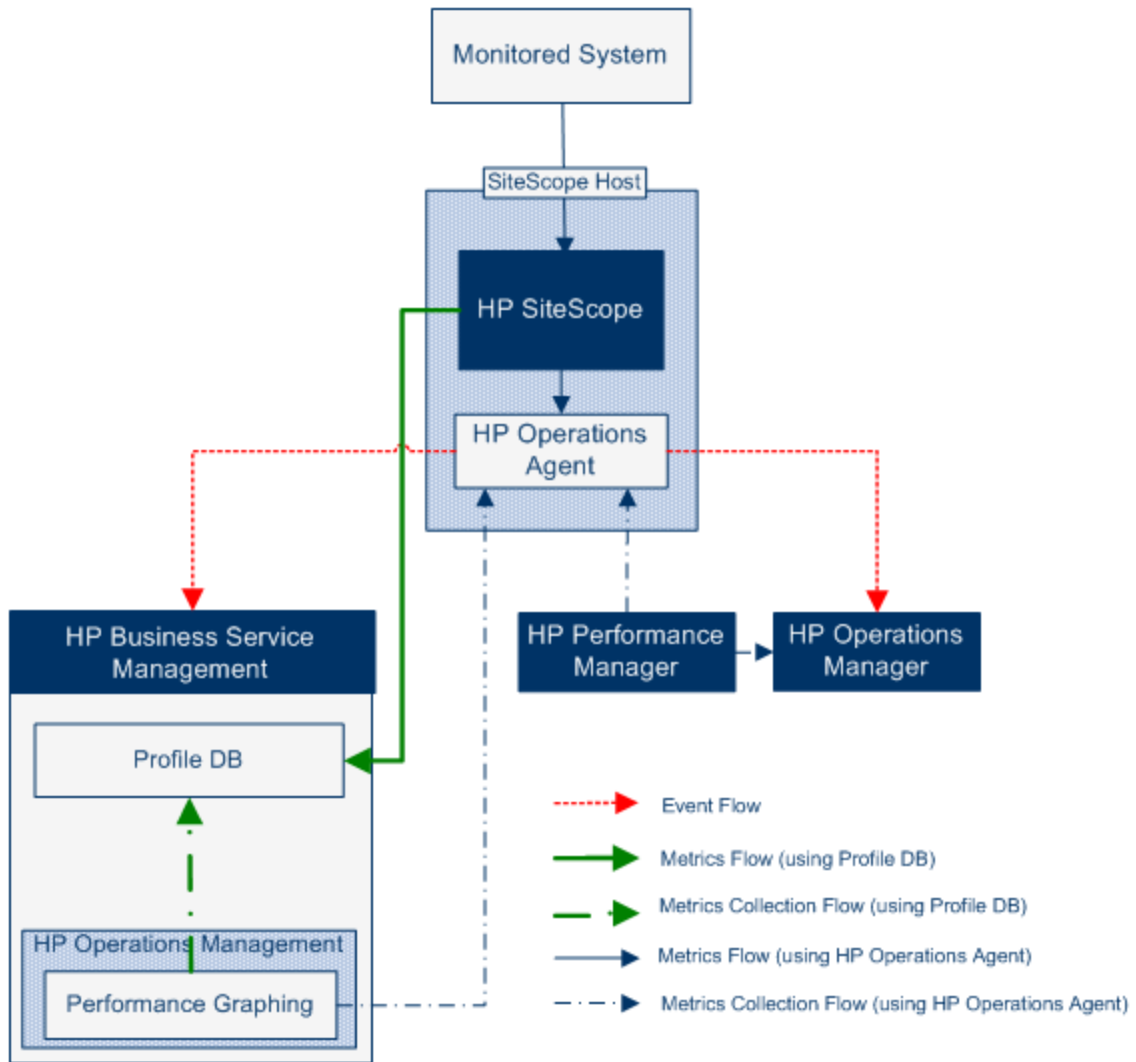 Monitored System
SiteScope Host
HP SiteScope
HP Operations
Agent
HP Business Service
Management
HP Performance
Manager
HP Operations
Manager
Profile DB
Event Flow
Metrics Flow (using Profile DB)
Metrics Collection Flow (using Profile DB)
HP Operations Management
Metrics Flow (using HP Operations Agent)
Performance Graphing
Metrics Collection Flow (using HP Operations Agent)